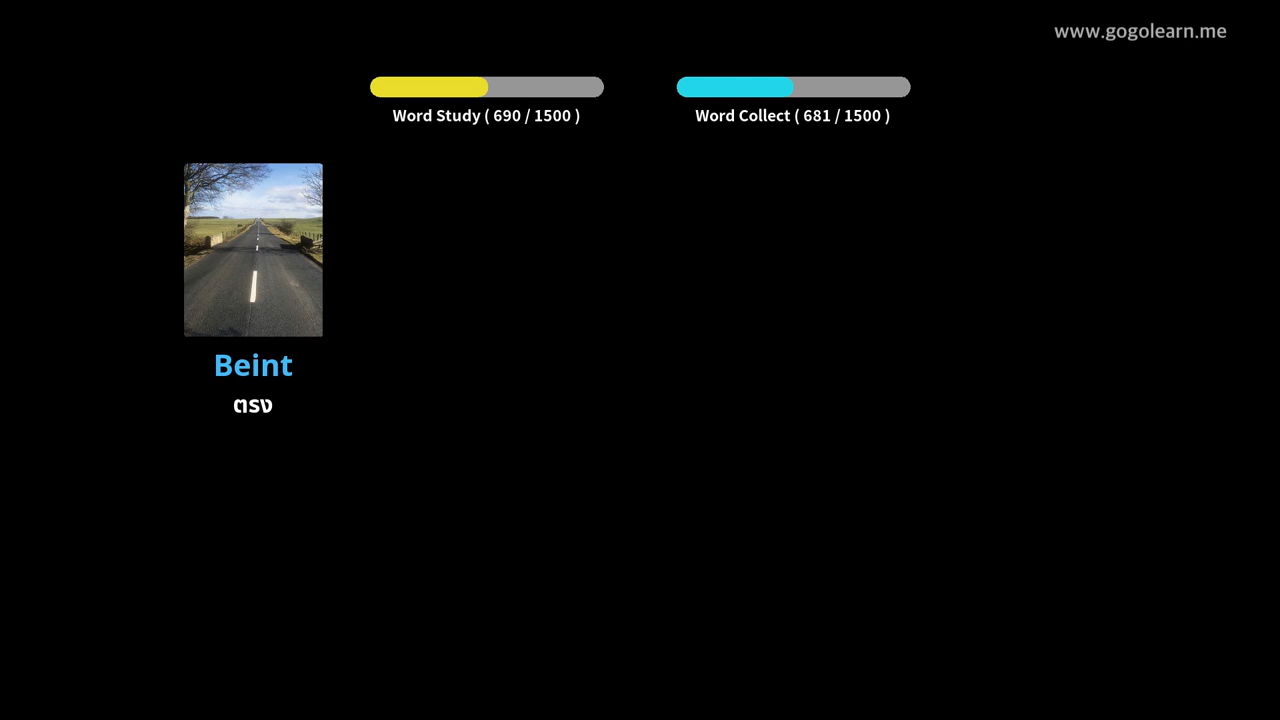 www.gogolearn.me
Word Study ( 690 / 1500 )
Word Collect ( 681 / 1500 )
Beint
ตรง